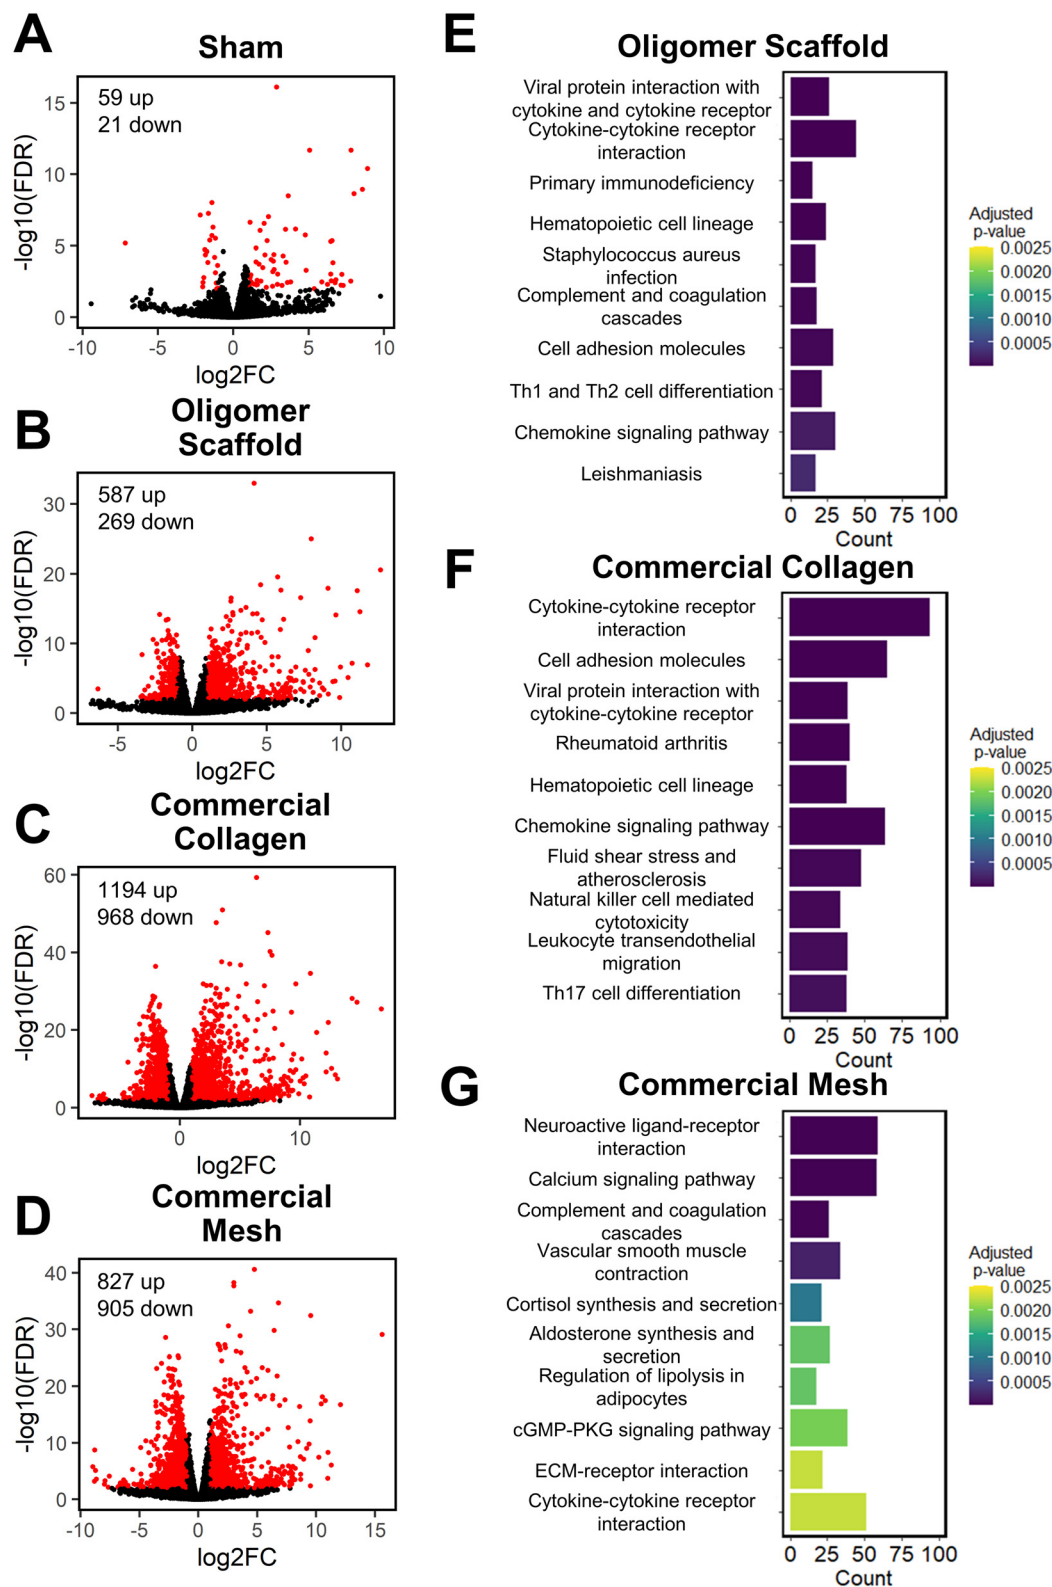 A
Sham
59 up
21 down
15
10
5
0
-log10(FDR)
-10
-5
0
5
10
log2FC
B
Oligomer
Scaffold
587 up
269 down
30
20
10
0
-log10(FDR)
-5
0
5
10
log2FC
C
Commercial
Collagen
1194 up
968 down
60
40
20
0
-log10(FDR)
0
10
log2FC
D
Commercial
Mesh
827 up
905 down
40
30
20
10
0
-log10(FDR)
-10
-5
0
5
10
15
log2FC
E
Oligomer Scaffold
Viral protein interaction with
cytokine and cytokine receptor
Cytokine-cytokine receptor
interaction
Primary immunodeficiency
Hematopoietic cell lineage
Staphylococcus aureus
infection
Complement and coagulation
cascades
Cell adhesion molecules
Th1 and Th2 cell differentiation
Chemokine signaling pathway
Leishmaniasis
0 25 50 75 100
Count
Adjusted
p-value
0.0025
0.0020
0.0015
0.0010
0.0005
F
Commercial Collagen
Cytokine-cytokine receptor
interaction
Cell adhesion molecules
Viral protein interaction with
cytokine-cytokine receptor
Rheumatoid arthritis
Hematopoietic cell lineage
Chemokine signaling pathway
Fluid shear stress and
atherosclerosis
Natural killer cell mediated
cytotoxicity
Leukocyte transendothelial
migration
Th17 cell differentiation
0 25 50 75 100
Count
Adjusted
p-value
0.0025
0.0020
0.0015
0.0010
0.0005
G
Commercial Mesh
Neuroactive ligand-receptor
interaction
Calcium signaling pathway
Complement and coagulation
cascades
Vascular smooth muscle
contraction
Cortisol synthesis and secretion
Aldosterone synthesis and
secretion
Regulation of lipolysis in
adipocytes
cGMP-PKG signaling pathway
ECM-receptor interaction
Cytokine-cytokine receptor
interaction
0 25 50 75 100
Count
Adjusted
p-value
0.0025
0.0020
0.0015
0.0010
0.0005